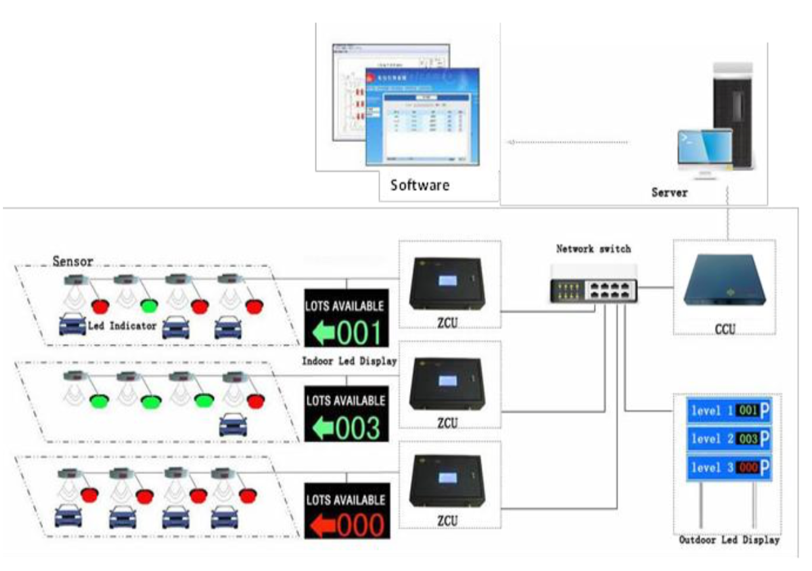 Software
Server
Sensor
Network switch
LOTS AVAILABLE
001
Led Indicator
ZCU
CCU
Indoor Led Display
LOTS AVAILABLE
003
ZCU
level 1 001 P
level 2 003 P
level 3 000 P
LOTS AVAILABLE
000
ZCU
Outdoor Led Display